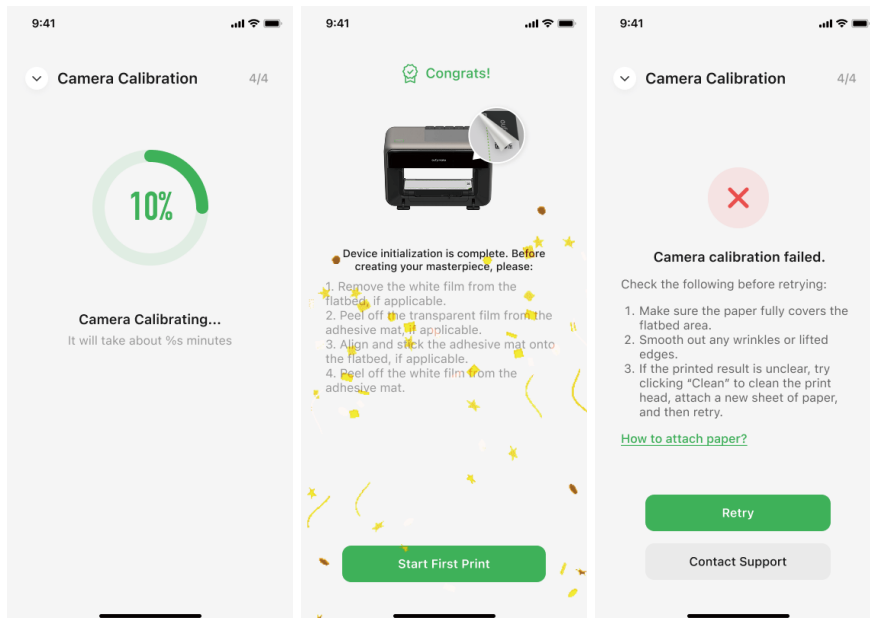 9:41
Camera Calibration
4/4
10%
Camera Calibrating...
It will take about %s minutes
9:41
Congrats!
Device initialization is complete. Before
creating your masterpiece, please:
1. Remove the white film from the
flatbed, if applicable.
2. Peel off the transparent film from the
adhesive mat, if applicable.
3. Align and stick the adhesive mat onto
the flatbed, if applicable.
4. Peel off the white film from the
adhesive mat.
Start First Print
9:41
Camera Calibration
4/4
Camera calibration failed.
Check the following before retrying:
1. Make sure the paper fully covers the
flatbed area.
2. Smooth out any wrinkles or lifted
edges.
3. If the printed result is unclear, try
clicking “Clean” to clean the print
head, attach a new sheet of paper,
and then retry.
How to attach paper?
Retry
Contact Support